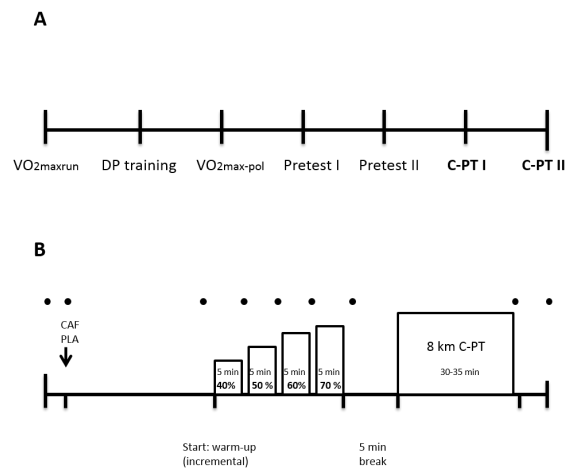 A
VO2maxrun DP training VO2max-pol Pretest I Pretest II C-PT I C-PT II
B
CAF
PLA
5 min 5 min 5 min 5 min
40% 50 % 60% 70 %
8 km C-PT
30-35 min
Start: warm-up
(incremental)
5 min
break